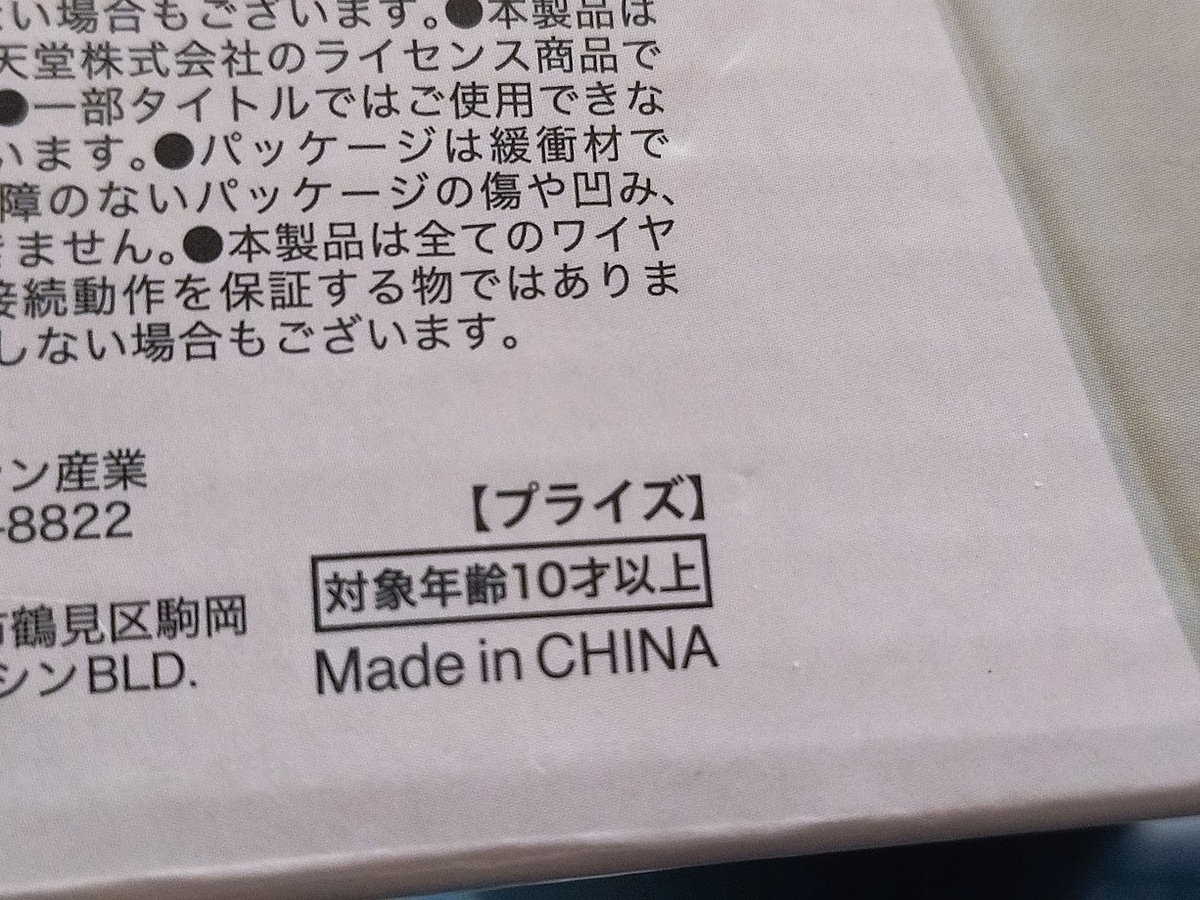 い場合もございます。●本製品は
天堂株式会社のライセンス商品で
●一部タイトルではご使用できな
います。●パッケージは緩衝材で
障のないパッケージの傷や凹み、
きません。●本製品は全てのワイヤ
接続動作を保証する物ではありま
しない場合もございます。
ン産業
-8822
【プライズ】
対象年齢10才以上
市鶴見区駒岡
シンBLD.
Made in CHINA